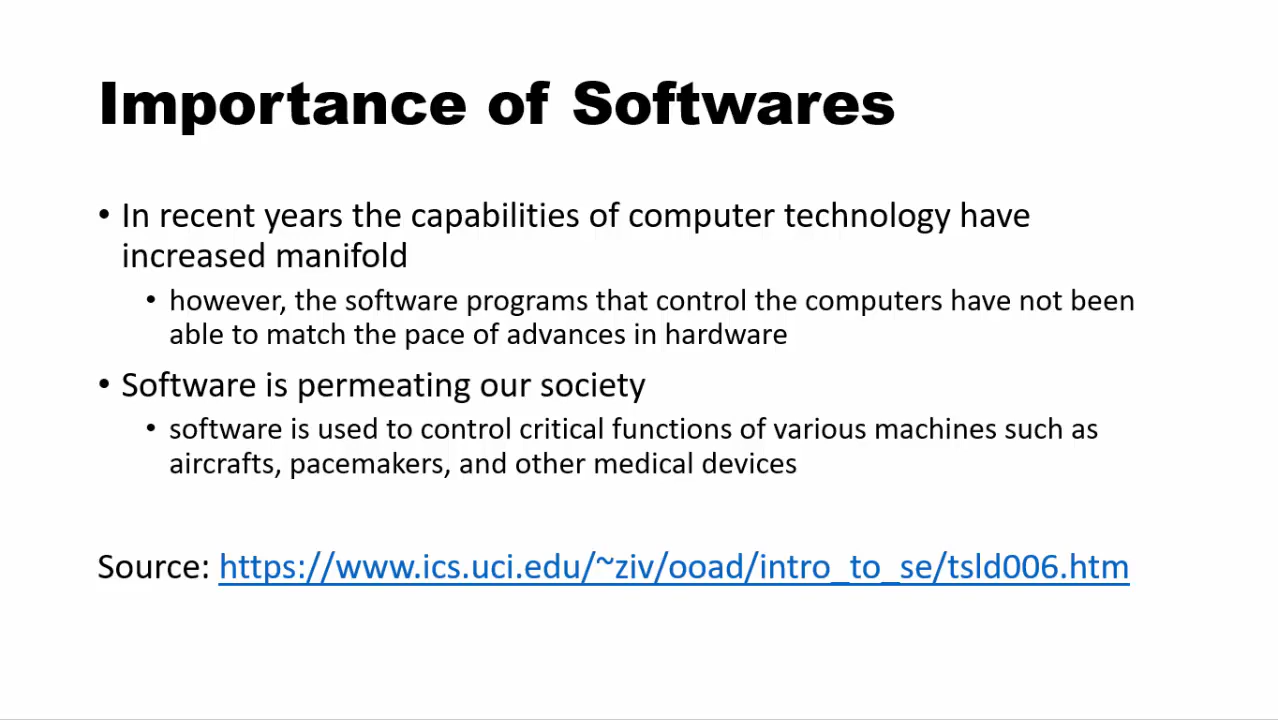 Importance of Softwares
• In recent years the capabilities of computer technology have
increased manifold
• however, the software programs that control the computers have not been
able to match the pace of advances in hardware
• Software is permeating our society
• software is used to control critical functions of various machines such as
aircrafts, pacemakers, and other medical devices
Source: https://www.ics.uci.edu/~ziv/ooad/intro_to_se/tsld006.htm